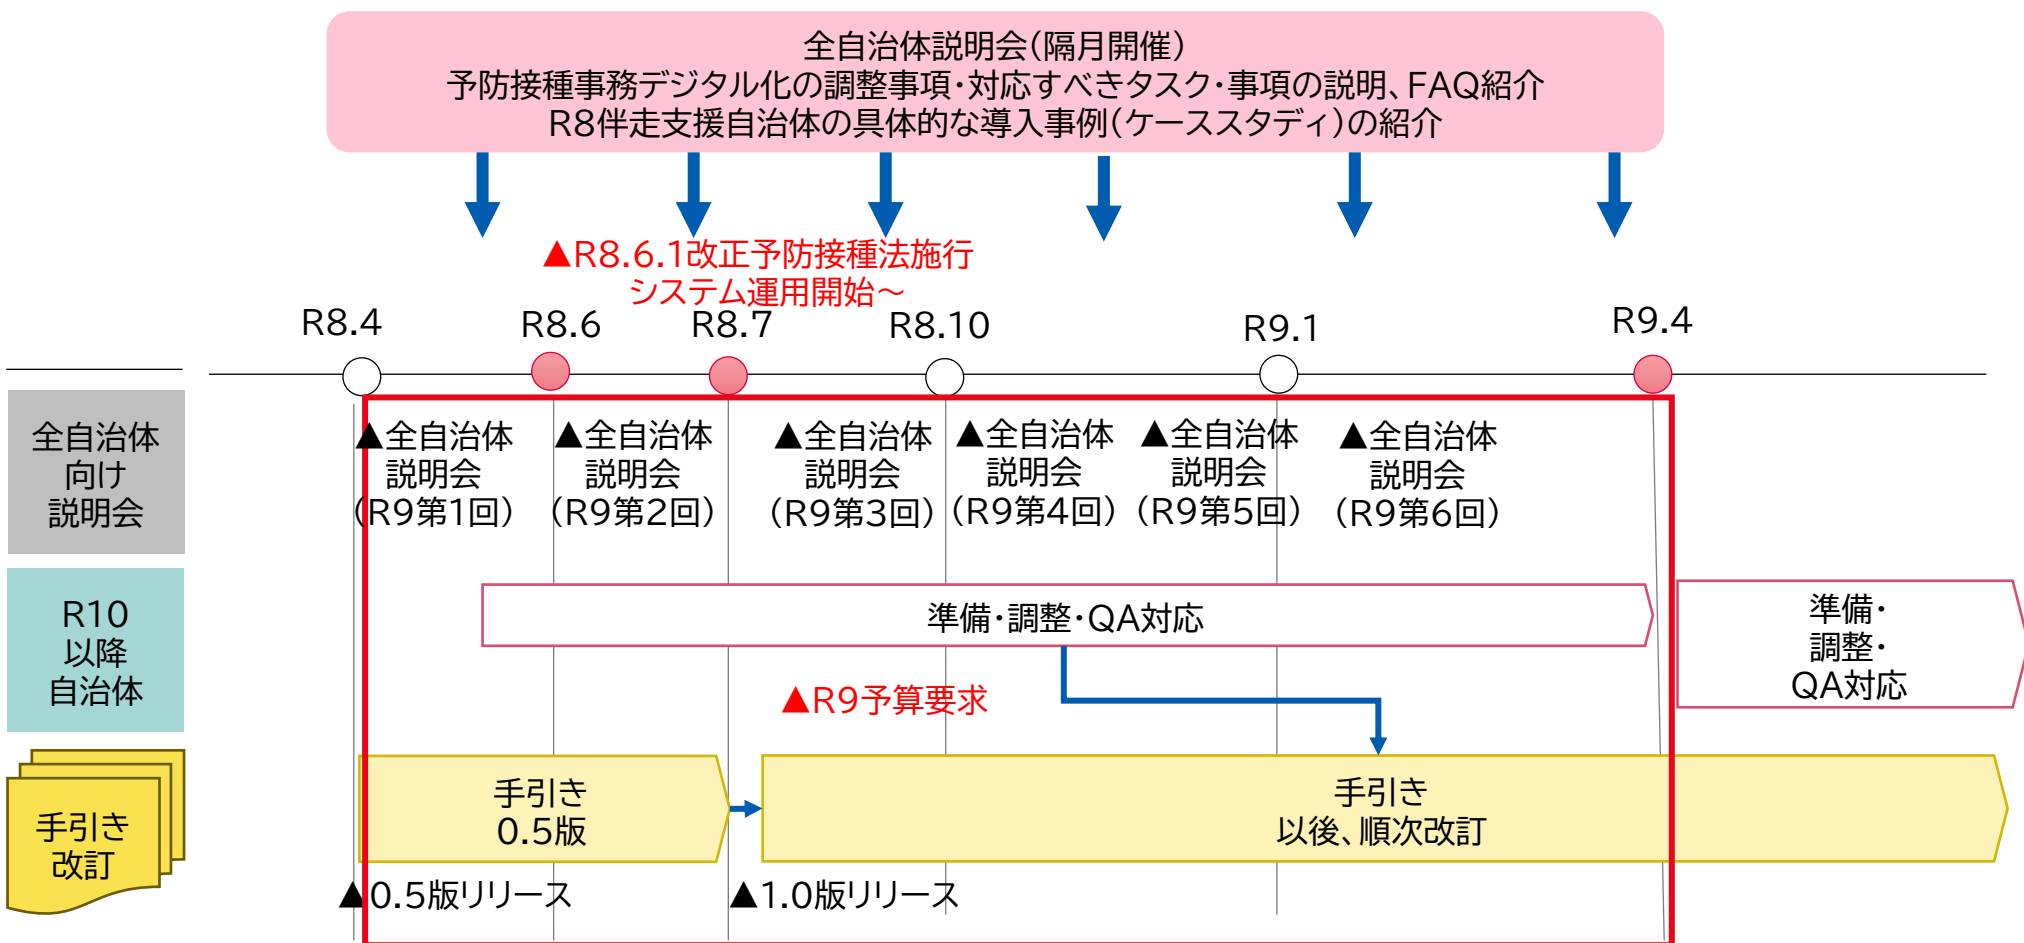 全自治体説明会(隔月開催)
予防接種事務デジタル化の調整事項・対応すべきタスク・事項の説明、FAQ紹介
R8伴走支援自治体の具体的な導入事例(ケーススタディ)の紹介
▲R8.6.1改正予防接種法施行
システム運用開始～
R8.4
R8.6
R8.7
R8.10
R9.1
R9.4
全自治体
向け
説明会
▲全自治体
説明会
(R9第1回)
▲全自治体
説明会
(R9第2回)
▲全自治体
説明会
(R9第3回)
▲全自治体
説明会
(R9第4回)
▲全自治体
説明会
(R9第5回)
▲全自治体
説明会
(R9第6回)
R10
以降
自治体
準備・調整・QA対応
準備・
調整・
QA対応
▲R9予算要求
手引き
改訂
手引き
0.5版
手引き
以後、順次改訂
▲0.5版リリース
▲1.0版リリース